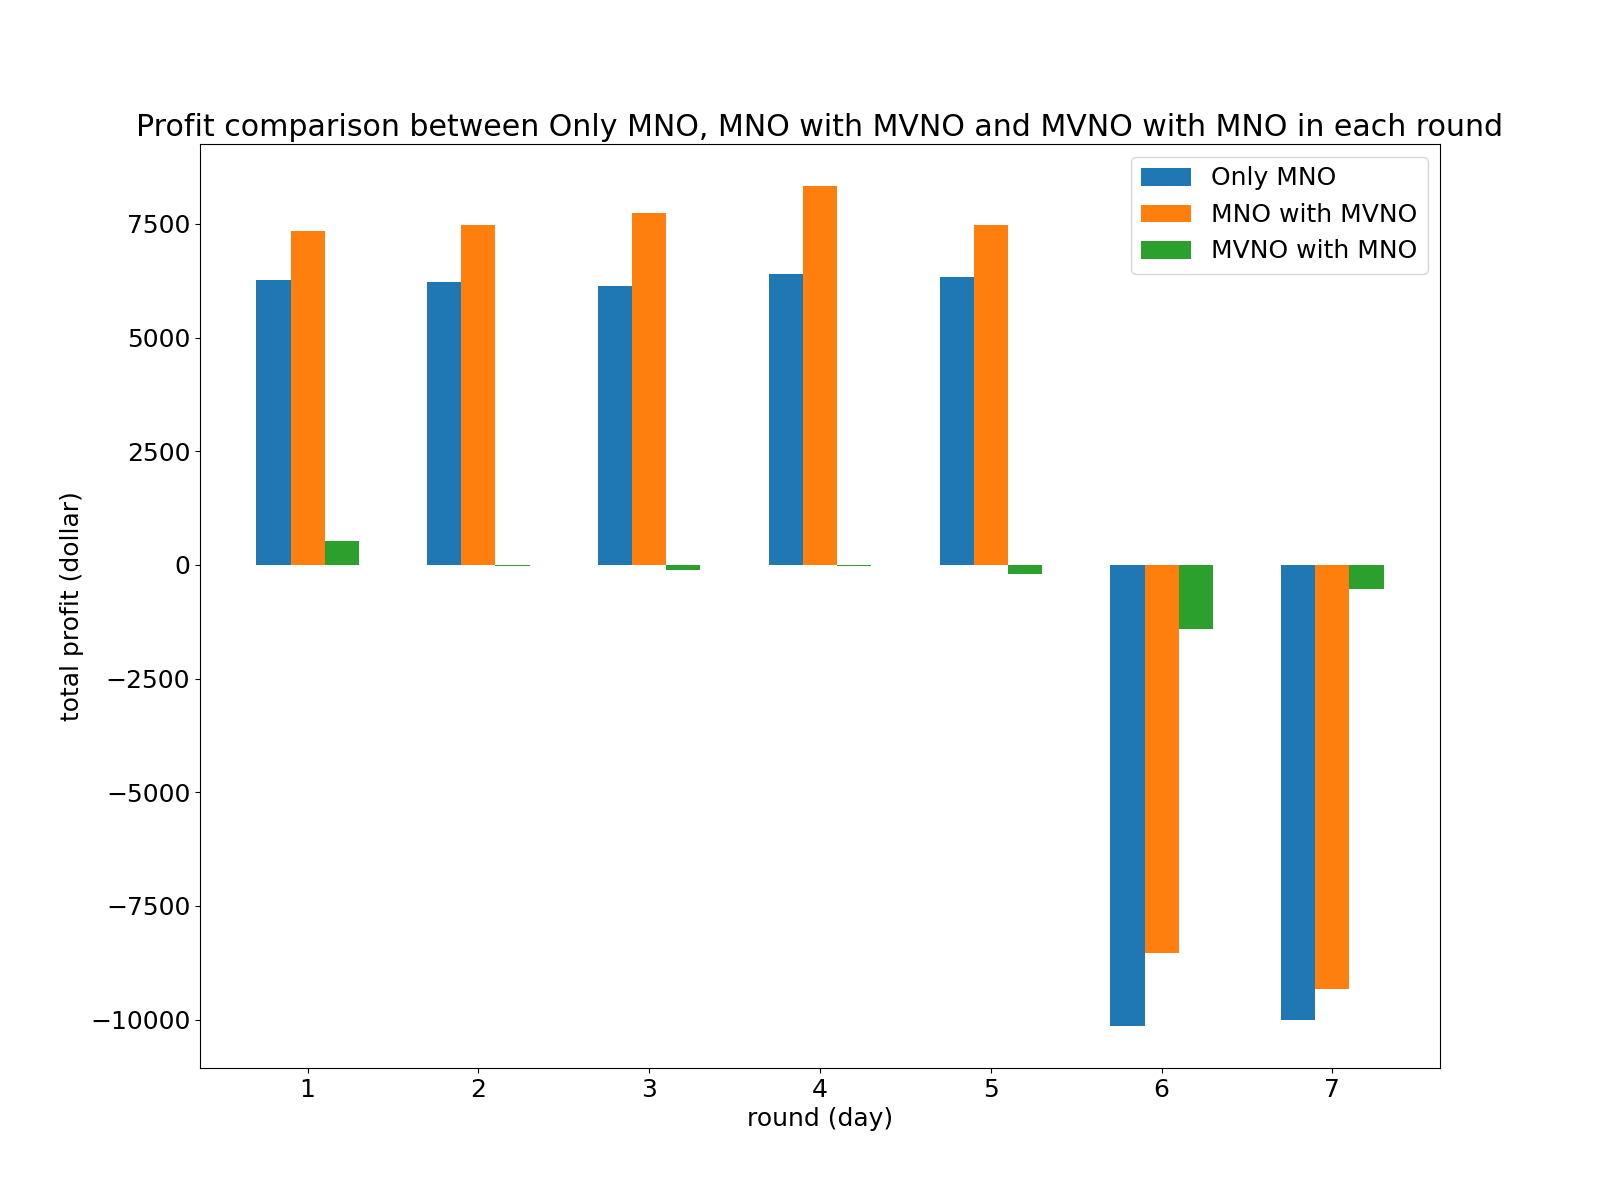 Profit comparison between Only MNO, MNO with MVNO and MVNO with MNO in each round
Only MNO
MNO with MVNO
MVNO with MNO
7500
5000
2500
0
−2500
−5000
−7500
−10000
total profit (dollar)
1 2 3 4 5 6 7
round (day)